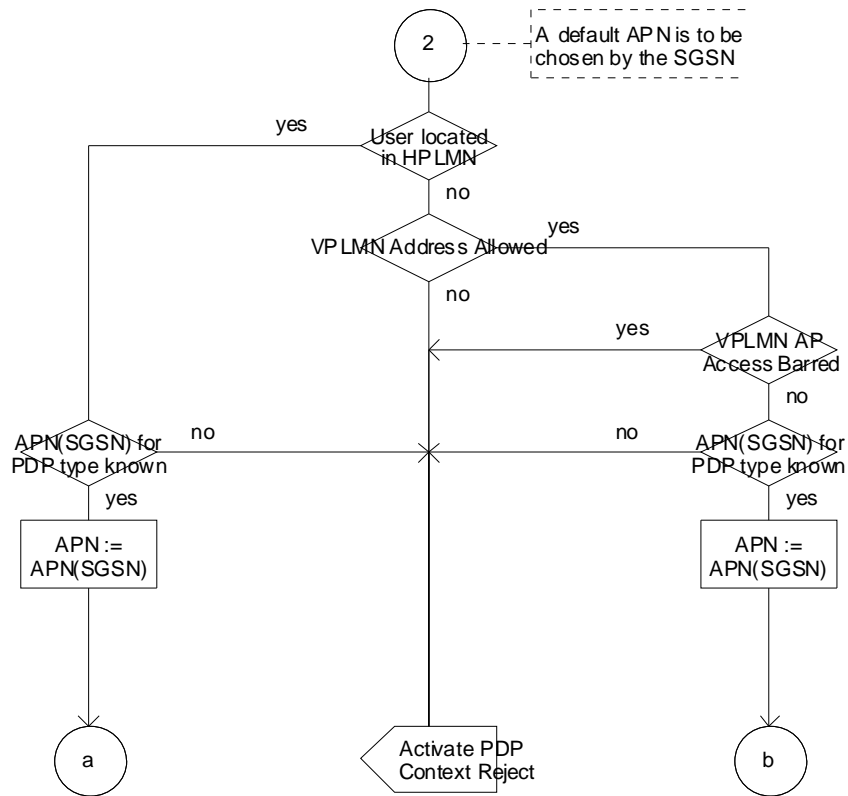 2
A default APN is to be
chosen by the SGSN
yes
User located
in HPLMN
no
VPLMN Address Allowed
yes
no
yes
VPLMN AP
Access Barred
no
APN(SGSN) for
PDP type known
no
no
APN(SGSN) for
PDP type known
yes
yes
APN :=
APN(SGSN)
APN :=
APN(SGSN)
a
Activate PDP
Context Reject
b